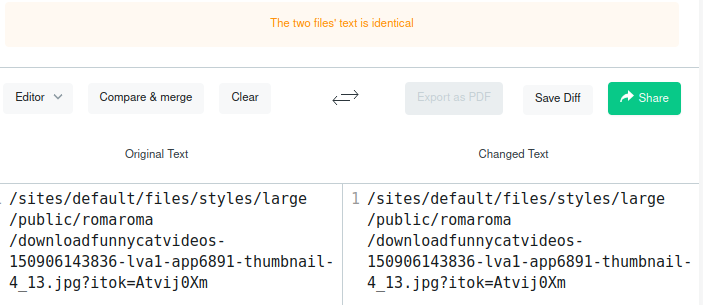 The two files' text is identical
Editor Compare & merge Clear Export as PDF Save Diff Share
Original Text Changed Text
/sites/default/files/styles/large
/public/romaroma
/downloadfunnycatvideos-
150906143836-lva1-app6891-thumbnail-
4_13.jpg?itok=Atvij0Xm
1 /sites/default/files/styles/large
/public/romaroma
/downloadfunnycatvideos-
150906143836-lva1-app6891-thumbnail-
4_13.jpg?itok=Atvij0Xm